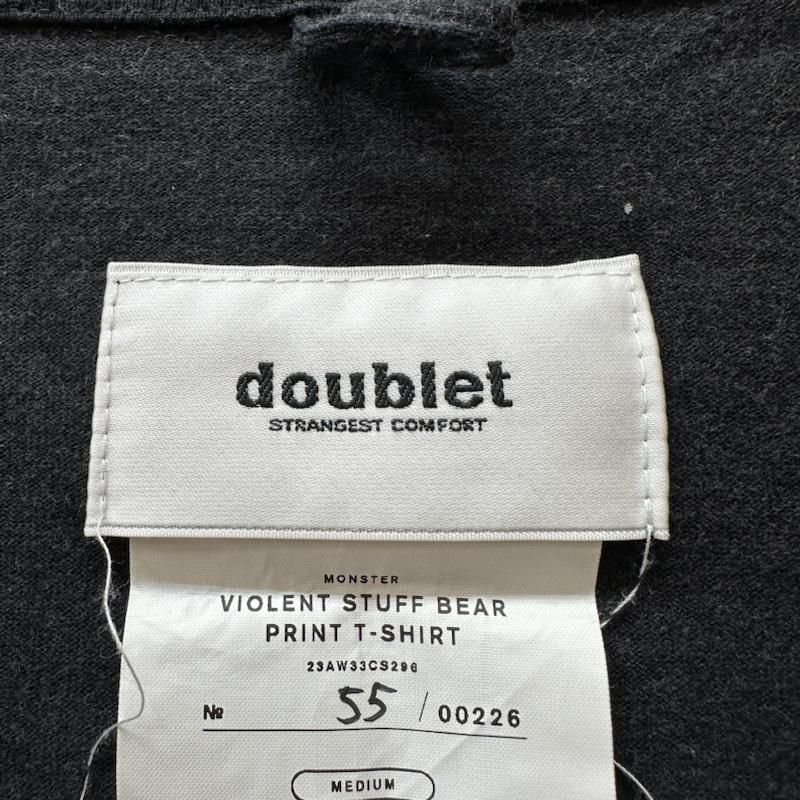 doublet
STRANGEST COMFORT
MONSTER
VIOLENT STUFF BEAR
PRINT T-SHIRT
23AW33CS296
№ 55 / 00226
MEDIUM